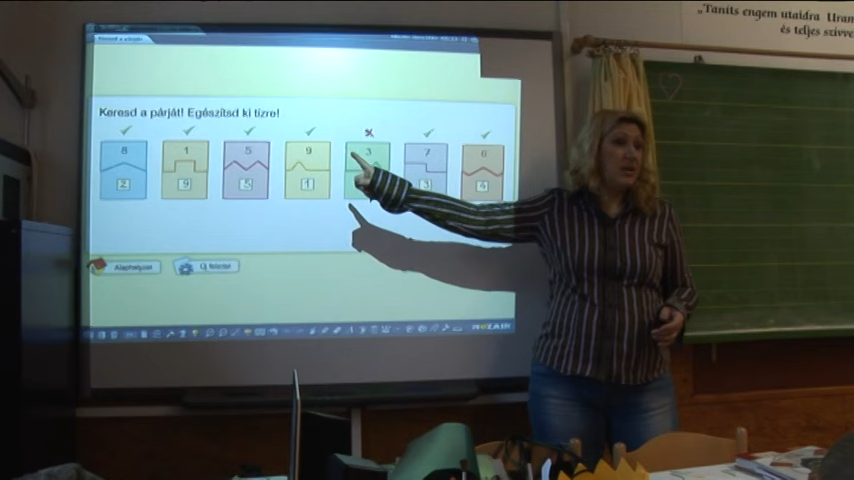 „Taníts engem utaidra Uram
és teljes szívve
Keresd a párját! Egészítsd ki tízre!
8 1 5 9 3 7 6
2 9 5 1 3 4
Alaphelyzet Új feladat